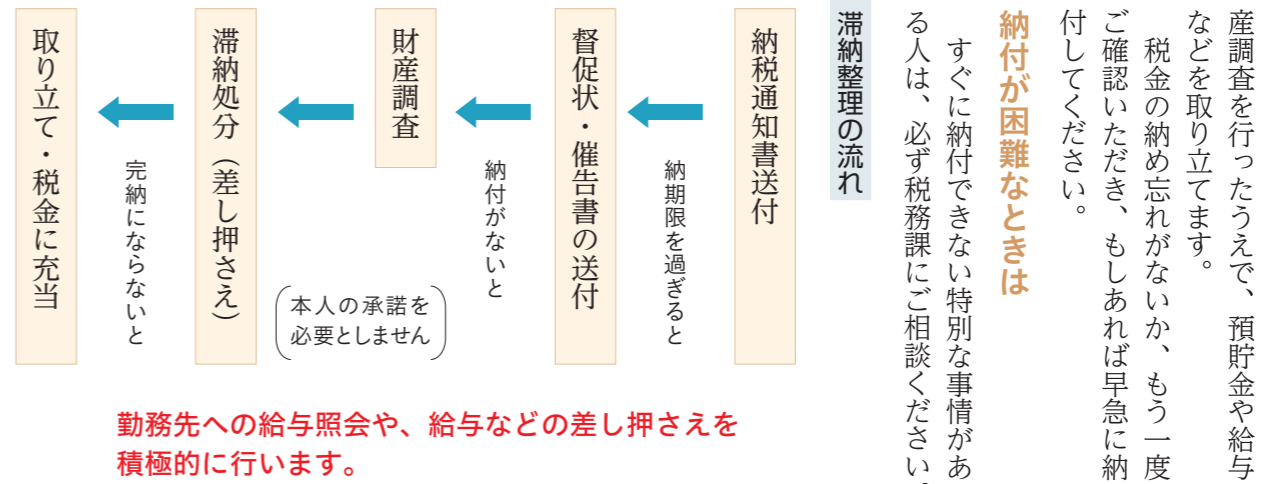 産調査を行ったうえで、預貯金や給与
などを取り立てます。
税金の納め忘れがないか、もう一度
ご確認いただき、もしあれば早急に納
付してください。
納付が困難なときは
すぐに納付できない特別な事情があ
る人は、必ず税務課にご相談ください。
滞納整理の流れ
納税通知書送付
納期限を過ぎると
督促状・催告書の送付
納付がないと
財産調査
本人の承諾を
必要としません
滞納処分（差し押さえ）
完納にならないと
取り立て・税金に充当
勤務先への給与照会や、給与などの差し押さえを
積極的に行います。